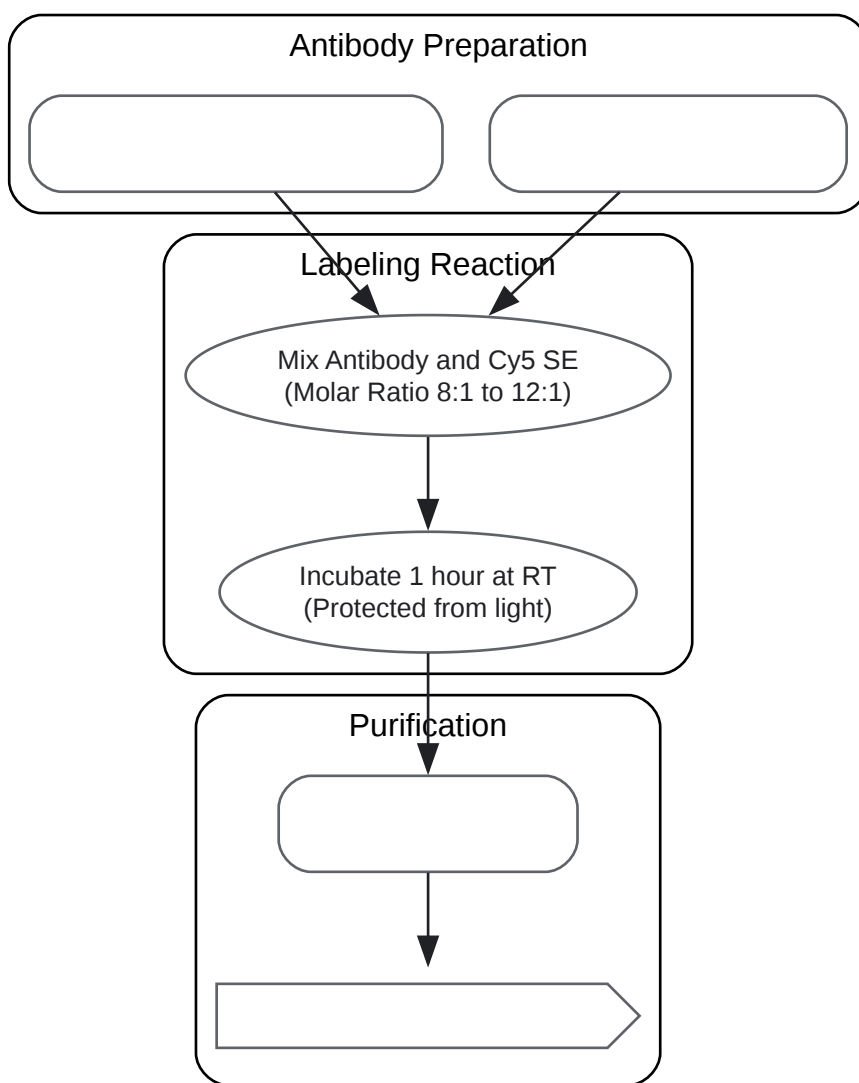 Antibody Preparation
Labeling Reaction
Mix Antibody and Cy5 SE
(Molar Ratio 8:1 to 12:1)
Incubate 1 hour at RT
(Protected from light)
Purification